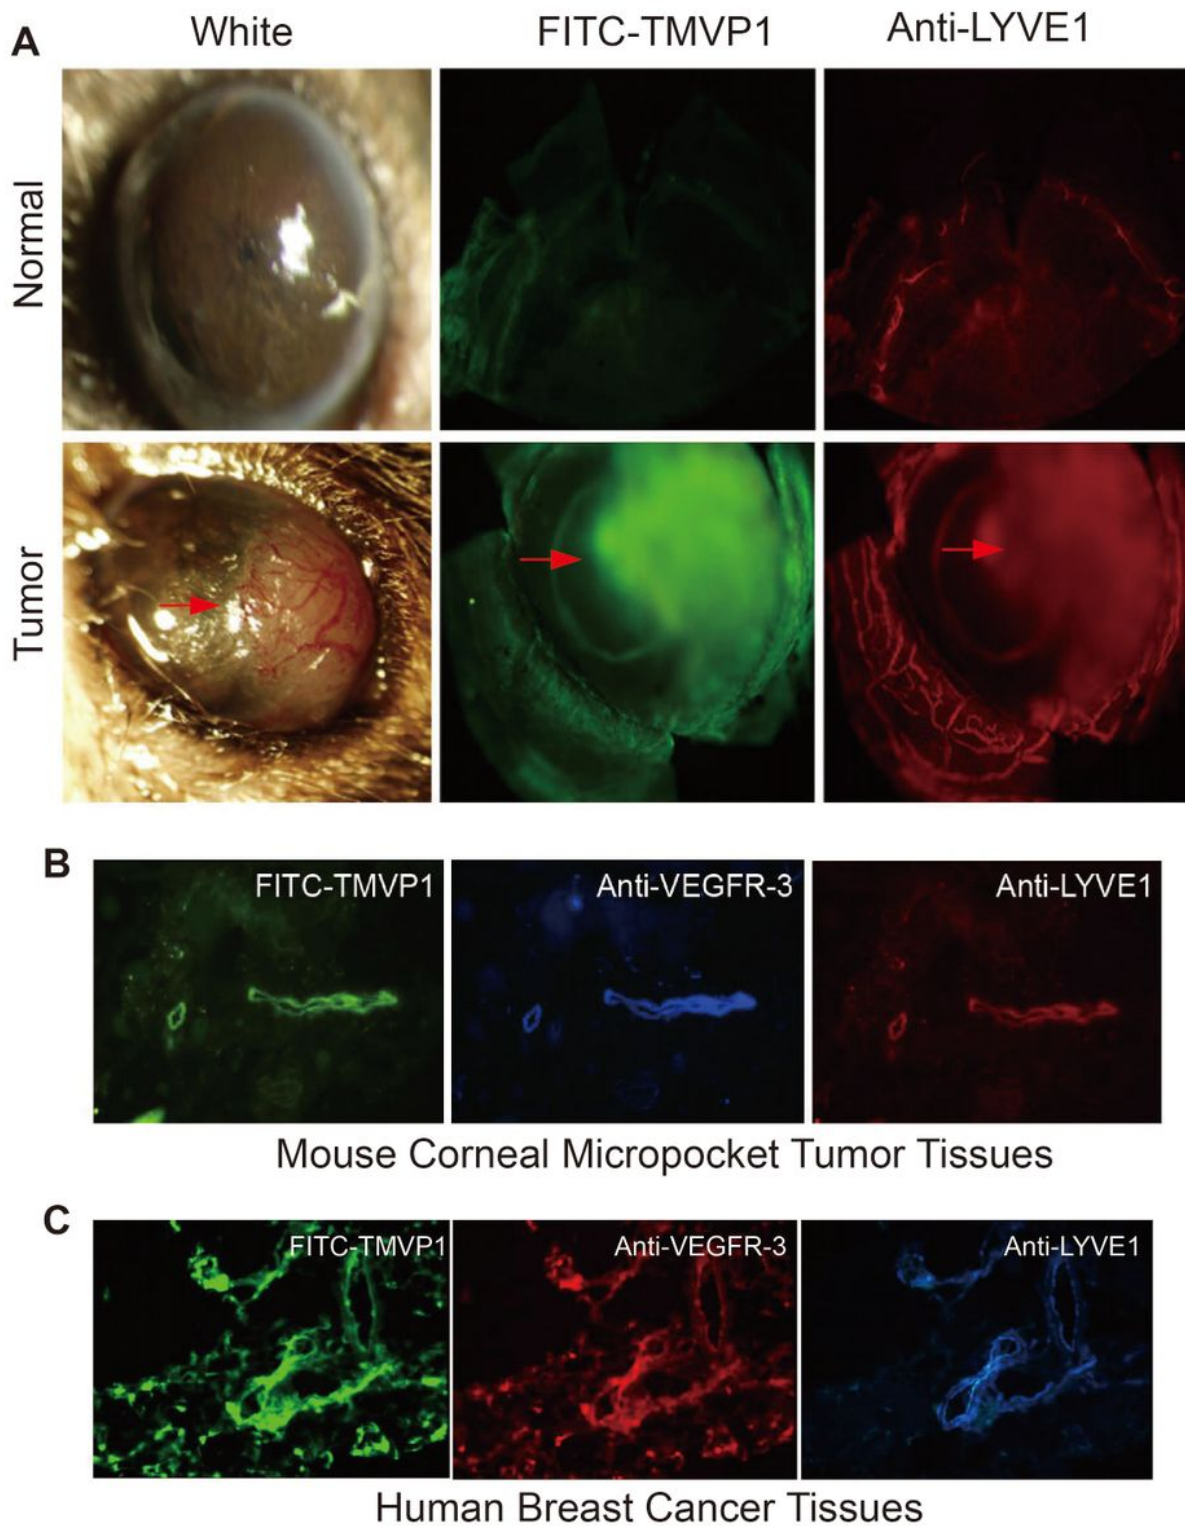 A
White
FITC-TMVP1
Anti-LYVE1
Normal
Tumor
B
FITC-TMVP1
Anti-VEGFR-3
Anti-LYVE1
Mouse Corneal Micropocket Tumor Tissues
C
FITC-TMVP1
Anti-VEGFR-3
Anti-LYVE1
Human Breast Cancer Tissues